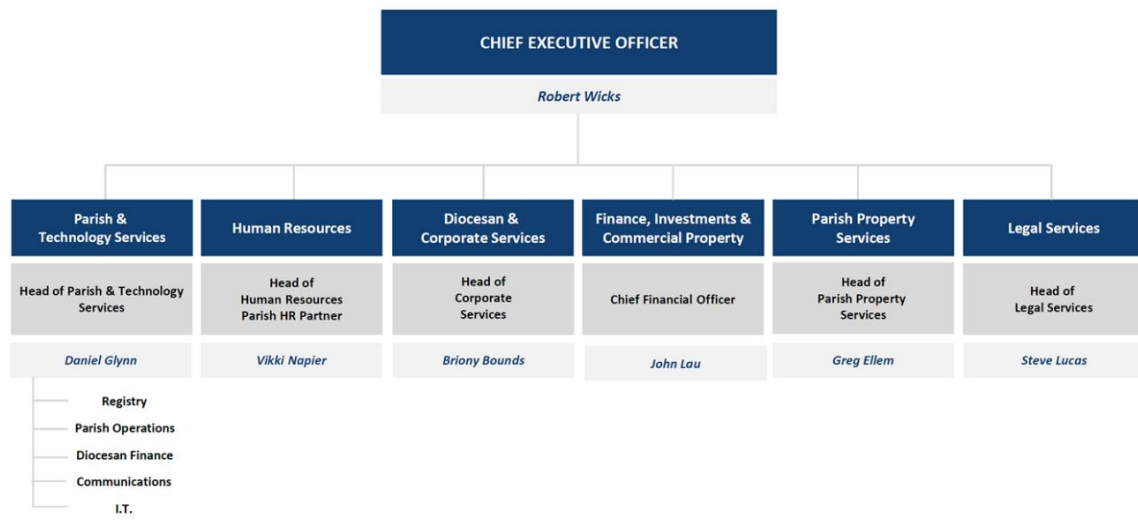 CHIEF EXECUTIVE OFFICER
Robert Wicks
Parish &
Technology Services
Head of Parish & Technology
Services
Daniel Glynn
Registry
Parish Operations
Diocesan Finance
Communications
I.T.
Human Resources
Head of
Human Resources
Parish HR Partner
Vikki Napier
Diocesan &
Corporate Services
Head of
Corporate
Services
Briony Bounds
Finance, Investments &
Commercial Property
Chief Financial Officer
John Lau
Parish Property
Services
Head of
Parish Property
Services
Greg Ellem
Legal Services
Head of
Legal Services
Steve Lucas